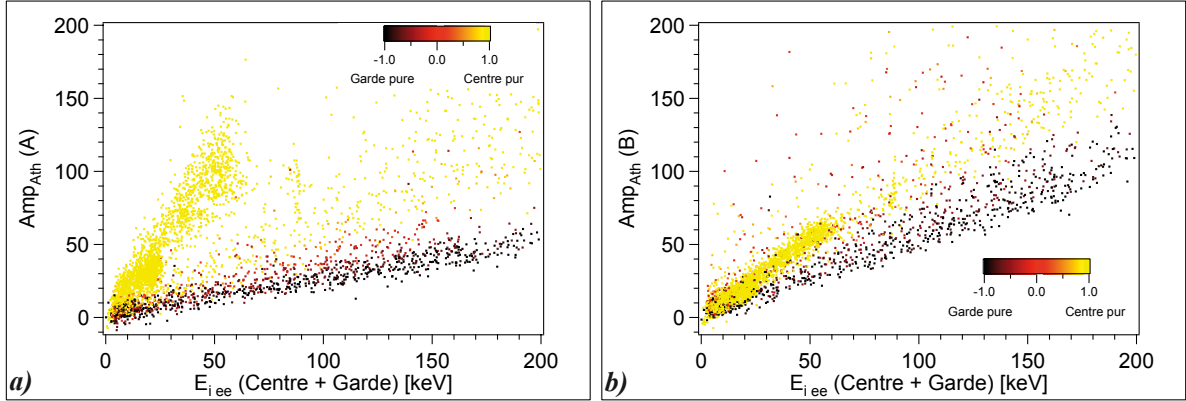 200
150
100
50
0
Amp_Ath (A)
-1.0 0.0 1.0
Garde pure Centre pur
0 50 100 150 200
E_i ee (Centre + Garde) [keV]
a)
200
150
100
50
0
Amp_Ath (B)
-1.0 0.0 1.0
Garde pure Centre pur
0 50 100 150 200
E_i ee (Centre + Garde) [keV]
b)